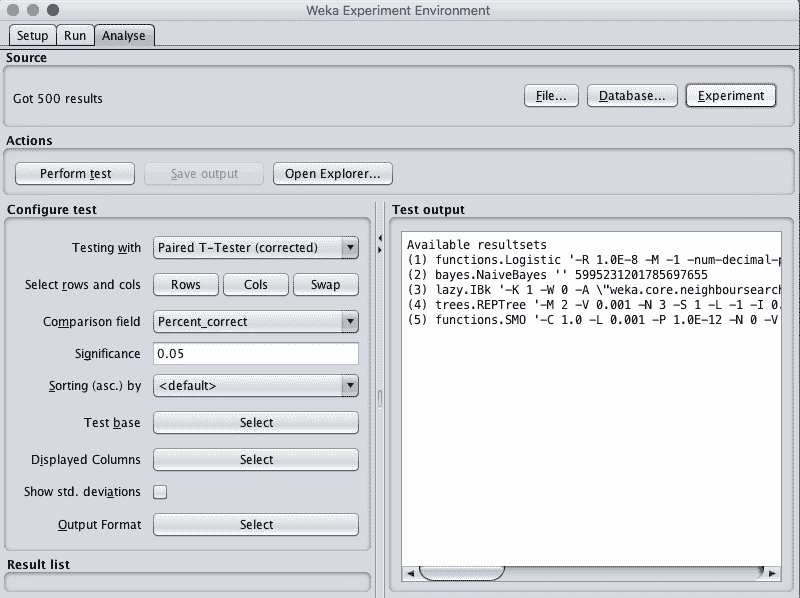 Weka Experiment Environment
Setup Run Analyse
Source
Got 500 results
File... Database... Experiment
Actions
Perform test Save output Open Explorer...
Configure test
Testing with Paired T-Tester (corrected)
Select rows and cols Rows Cols Swap
Comparison field Percent_correct
Significance 0.05
Sorting (asc.) by <default>
Test base Select
Displayed Columns Select
Show std. deviations
Output Format Select
Result list
Test output
Available resultsets
(1) functions.Logistic '-R 1.0E-8 -M -1 -num-decimal-p
(2) bayes.NaiveBayes '' 5995231201785697655
(3) lazy.IBk '-K 1 -W 0 -A \"weka.core.neighboursearch
(4) trees.REPTree '-M 2 -V 0.001 -N 3 -S 1 -L -1 -I 0.
(5) functions.SMO '-C 1.0 -L 0.001 -P 1.0E-12 -N 0 -V